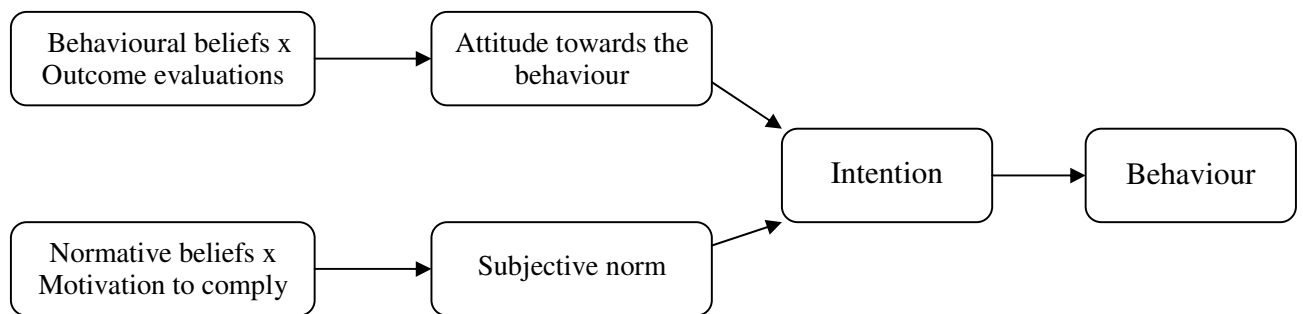 Behavioural beliefs x
Outcome evaluations
Attitude towards the
behaviour
Intention
Behaviour
Normative beliefs x
Motivation to comply
Subjective norm